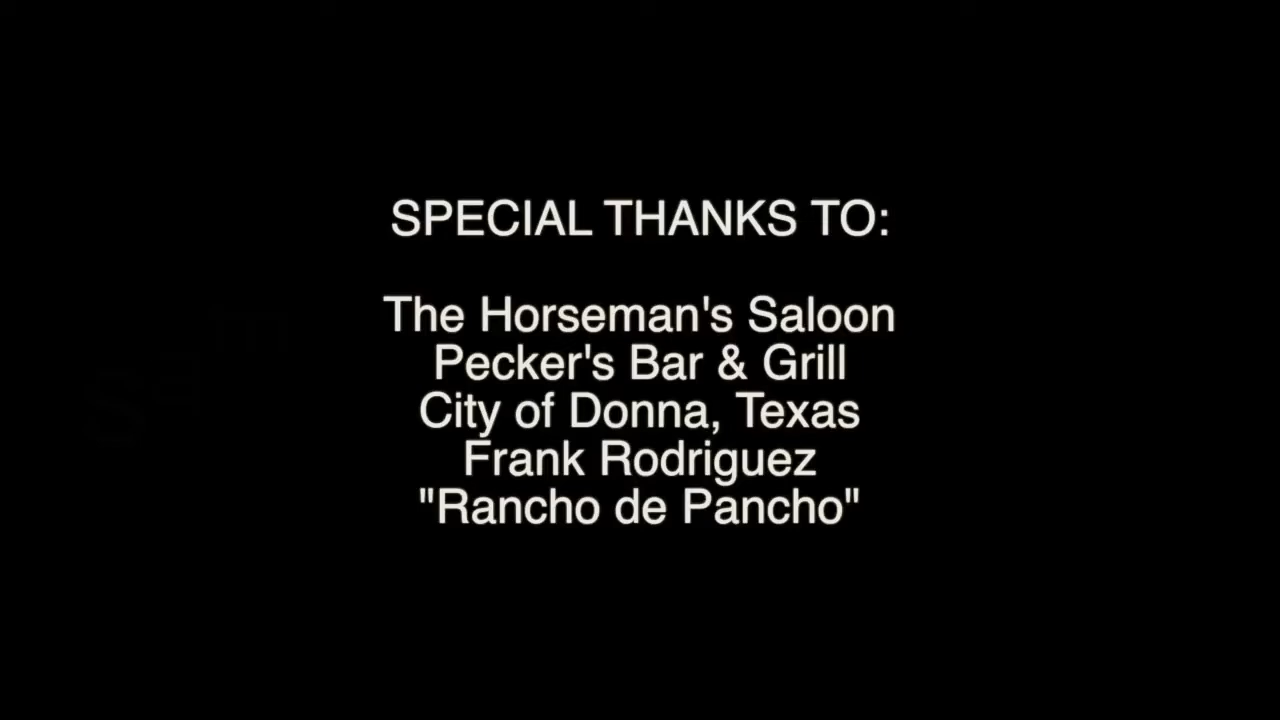 SPECIAL THANKS TO:
The Horseman's Saloon
Pecker's Bar & Grill
City of Donna, Texas
Frank Rodriguez
"Rancho de Pancho"